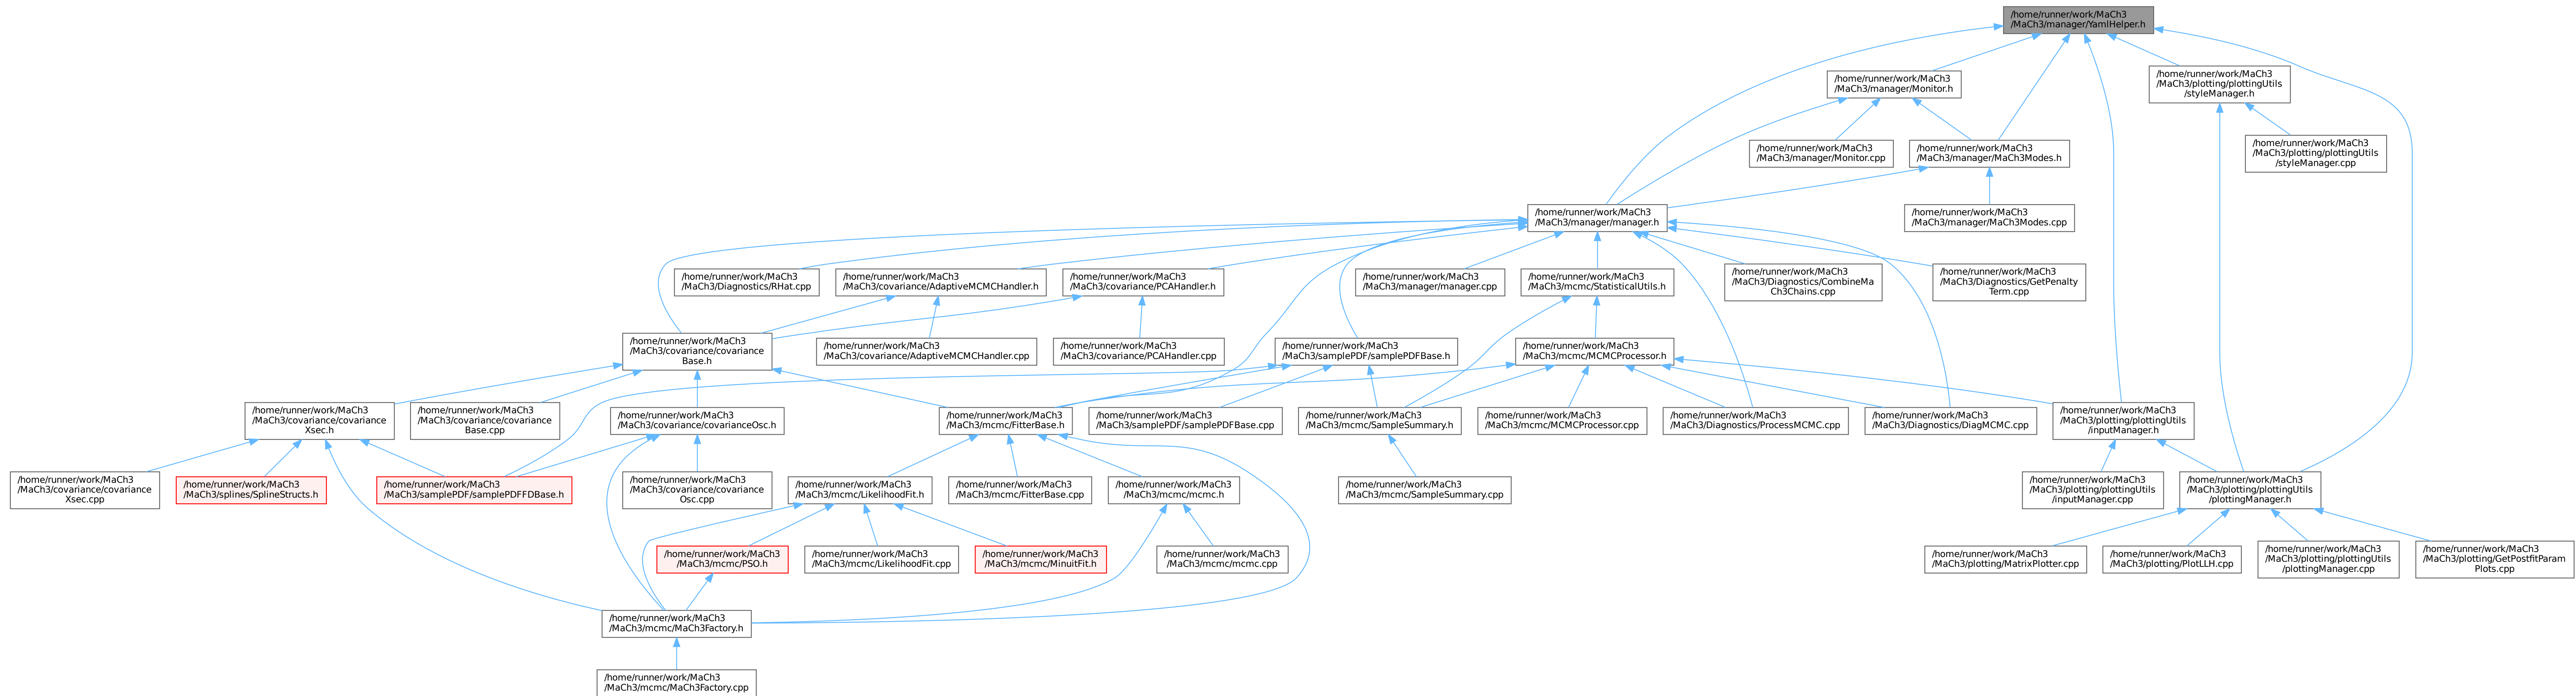 /home/runner/work/MaCh3
/MaCh3/manager/YamlHelper.h
/home/runner/work/MaCh3
/MaCh3/manager/Monitor.h
/home/runner/work/MaCh3
/MaCh3/plotting/plottingUtils
/styleManager.h
/home/runner/work/MaCh3
/MaCh3/manager/Monitor.cpp
/home/runner/work/MaCh3
/MaCh3/manager/MaCh3Modes.h
/home/runner/work/MaCh3
/MaCh3/plotting/plottingUtils
/styleManager.cpp
/home/runner/work/MaCh3
/MaCh3/manager/manager.h
/home/runner/work/MaCh3
/MaCh3/manager/MaCh3Modes.cpp
/home/runner/work/MaCh3
/MaCh3/Diagnostics/RHat.cpp
/home/runner/work/MaCh3
/MaCh3/covariance/AdaptiveMCMCHandler.h
/home/runner/work/MaCh3
/MaCh3/covariance/PCAHandler.h
/home/runner/work/MaCh3
/MaCh3/manager/manager.cpp
/home/runner/work/MaCh3
/MaCh3/mcmc/StatisticalUtils.h
/home/runner/work/MaCh3
/MaCh3/Diagnostics/CombineMa
Ch3Chains.cpp
/home/runner/work/MaCh3
/MaCh3/Diagnostics/GetPenalty
Term.cpp
/home/runner/work/MaCh3
/MaCh3/covariance/covariance
Base.h
/home/runner/work/MaCh3
/MaCh3/covariance/AdaptiveMCMCHandler.cpp
/home/runner/work/MaCh3
/MaCh3/covariance/PCAHandler.cpp
/home/runner/work/MaCh3
/MaCh3/samplePDF/samplePDFBase.h
/home/runner/work/MaCh3
/MaCh3/mcmc/MCMCProcessor.h
/home/runner/work/MaCh3
/MaCh3/covariance/covariance
Xsec.h
/home/runner/work/MaCh3
/MaCh3/covariance/covariance
Base.cpp
/home/runner/work/MaCh3
/MaCh3/covariance/covarianceOsc.h
/home/runner/work/MaCh3
/MaCh3/mcmc/FitterBase.h
/home/runner/work/MaCh3
/MaCh3/samplePDF/samplePDFBase.cpp
/home/runner/work/MaCh3
/MaCh3/mcmc/SampleSummary.h
/home/runner/work/MaCh3
/MaCh3/mcmc/MCMCProcessor.cpp
/home/runner/work/MaCh3
/MaCh3/Diagnostics/ProcessMCMC.cpp
/home/runner/work/MaCh3
/MaCh3/Diagnostics/DiagMCMC.cpp
/home/runner/work/MaCh3
/MaCh3/plotting/plottingUtils
/inputManager.h
/home/runner/work/MaCh3
/MaCh3/covariance/covariance
Xsec.cpp
/home/runner/work/MaCh3
/MaCh3/splines/SplineStructs.h
/home/runner/work/MaCh3
/MaCh3/samplePDF/samplePDFFDBase.h
/home/runner/work/MaCh3
/MaCh3/covariance/covariance
Osc.cpp
/home/runner/work/MaCh3
/MaCh3/mcmc/LikelihoodFit.h
/home/runner/work/MaCh3
/MaCh3/mcmc/FitterBase.cpp
/home/runner/work/MaCh3
/MaCh3/mcmc/mcmc.h
/home/runner/work/MaCh3
/MaCh3/mcmc/SampleSummary.cpp
/home/runner/work/MaCh3
/MaCh3/plotting/plottingUtils
/inputManager.cpp
/home/runner/work/MaCh3
/MaCh3/plotting/plottingUtils
/plottingManager.h
/home/runner/work/MaCh3
/MaCh3/mcmc/PSO.h
/home/runner/work/MaCh3
/MaCh3/mcmc/LikelihoodFit.cpp
/home/runner/work/MaCh3
/MaCh3/mcmc/MinuitFit.h
/home/runner/work/MaCh3
/MaCh3/mcmc/mcmc.cpp
/home/runner/work/MaCh3
/MaCh3/plotting/MatrixPlotter.cpp
/home/runner/work/MaCh3
/MaCh3/plotting/PlotLLH.cpp
/home/runner/work/MaCh3
/MaCh3/plotting/plottingUtils
/plottingManager.cpp
/home/runner/work/MaCh3
/MaCh3/plotting/GetPostfitParam
Plots.cpp
/home/runner/work/MaCh3
/MaCh3/mcmc/MaCh3Factory.h
/home/runner/work/MaCh3
/MaCh3/mcmc/MaCh3Factory.cpp